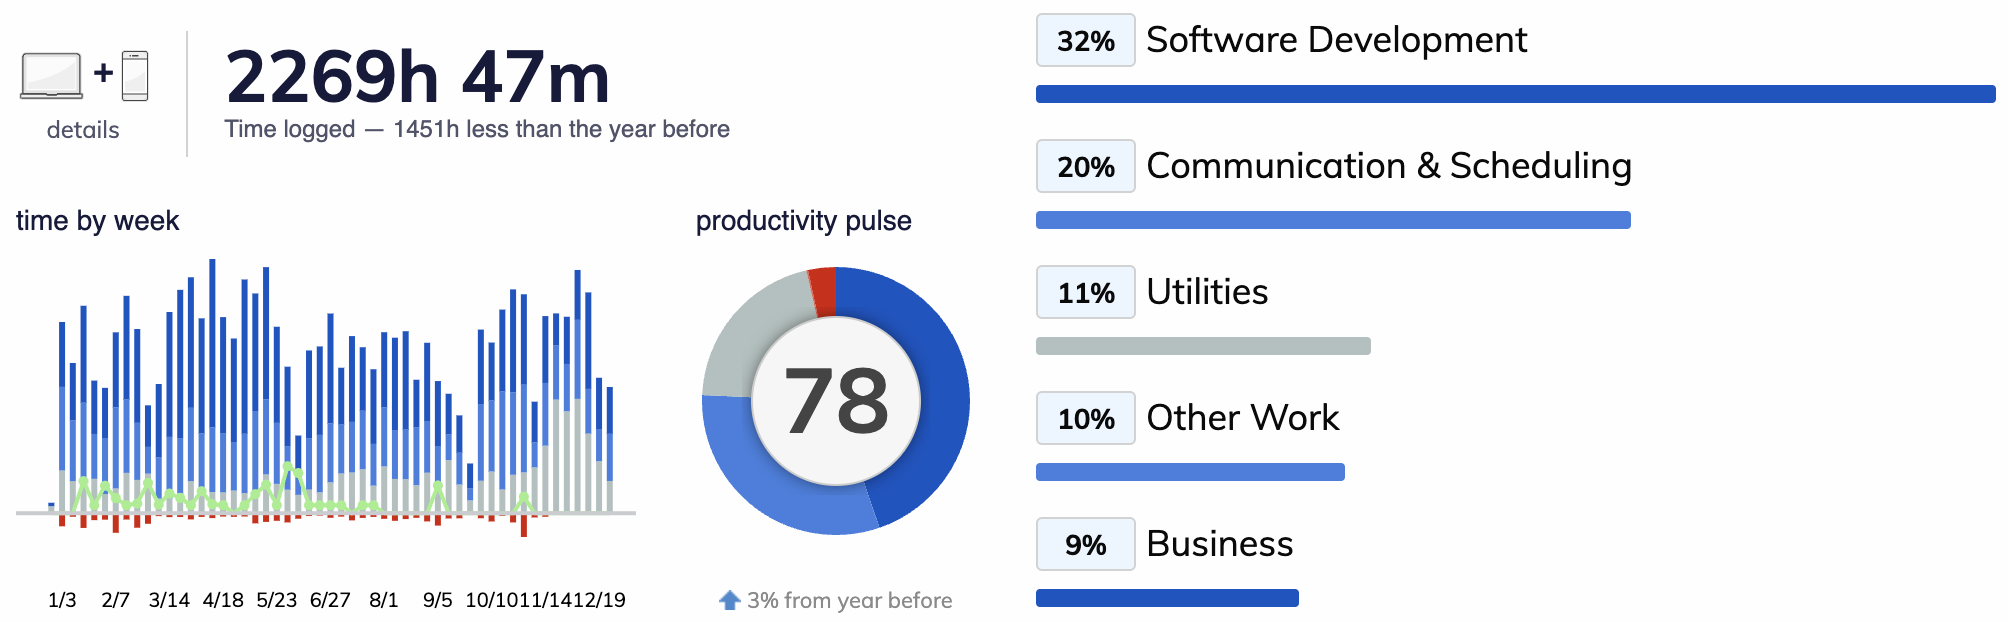 +
details
2269h 47m
Time logged — 1451h less than the year before
time by week
1/3 2/7 3/14 4/18 5/23 6/27 8/1 9/5 10/10 11/14 12/19
productivity pulse
78
3% from year before
32% Software Development
20% Communication & Scheduling
11% Utilities
10% Other Work
9% Business